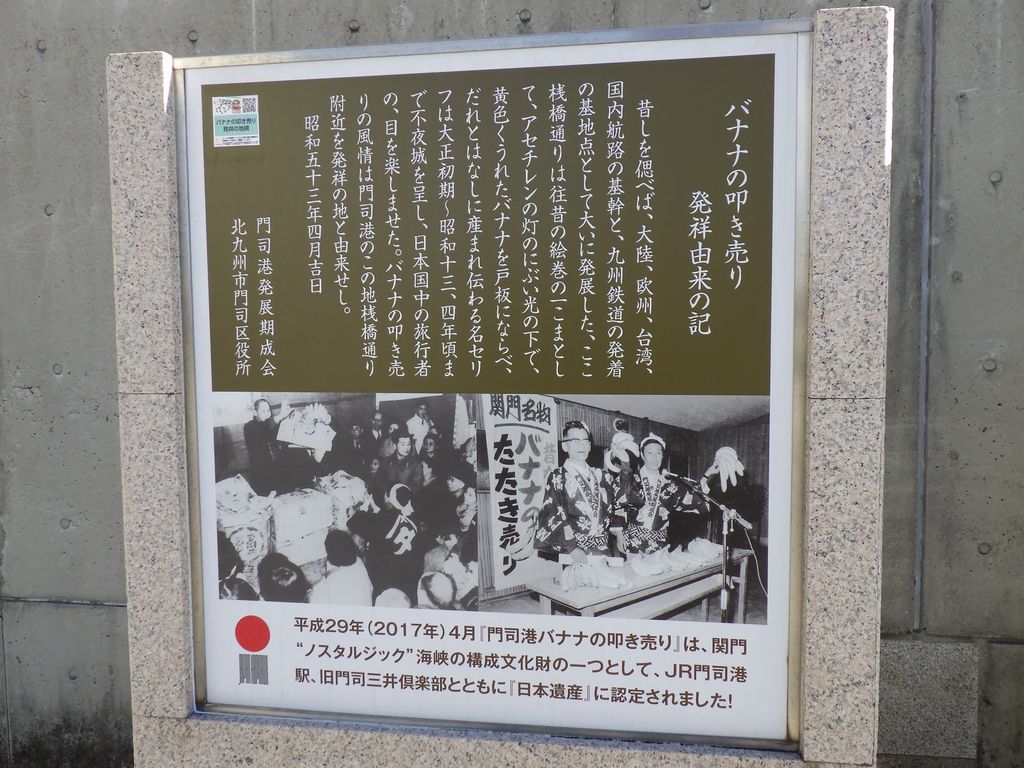 バナナの叩き売り
発祥由来の記
昔しを偲べば、大陸、欧州、台湾、
国内航路の基幹と、九州鉄道の発着
の基地点として大いに発展した、ここ
桟橋通りは往昔の絵巻の一こまとし
て、アセチレンの灯のにぶい光の下で、
黄色くうれたバナナを戸板にならべ、
だれとはなしに産まれ伝わる名セリ
フは大正初期〜昭和十三、四年頃ま
で不夜城を呈し、日本国中の旅行者
の、目を楽しませた。バナナの叩き売
りの風情は門司港のこの地桟橋通り
附近を発祥の地と由来せし。
昭和五十三年四月吉日
門司港発展期成会
北九州市門司区役所
バナナの叩き売り
発祥の地碑
関門名物
バナナの
たたき売り
平成29年(2017年)4月『門司港バナナの叩き売り』は、関門
“ノスタルジック”海峡の構成文化財の一つとして、JR門司港
駅、旧門司三井倶楽部とともに『日本遺産』に認定されました!